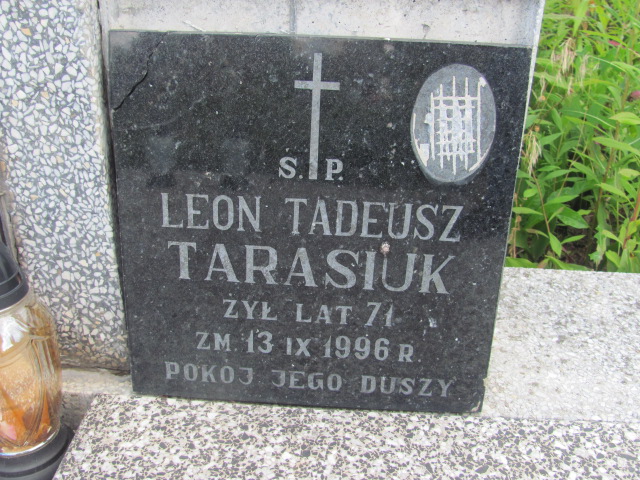 Ś. P.
LEON TADEUSZ
TARASIUK
ŻYŁ LAT 71
ZM 13 IX 1996 R.
POKÓJ JEGO DUSZY